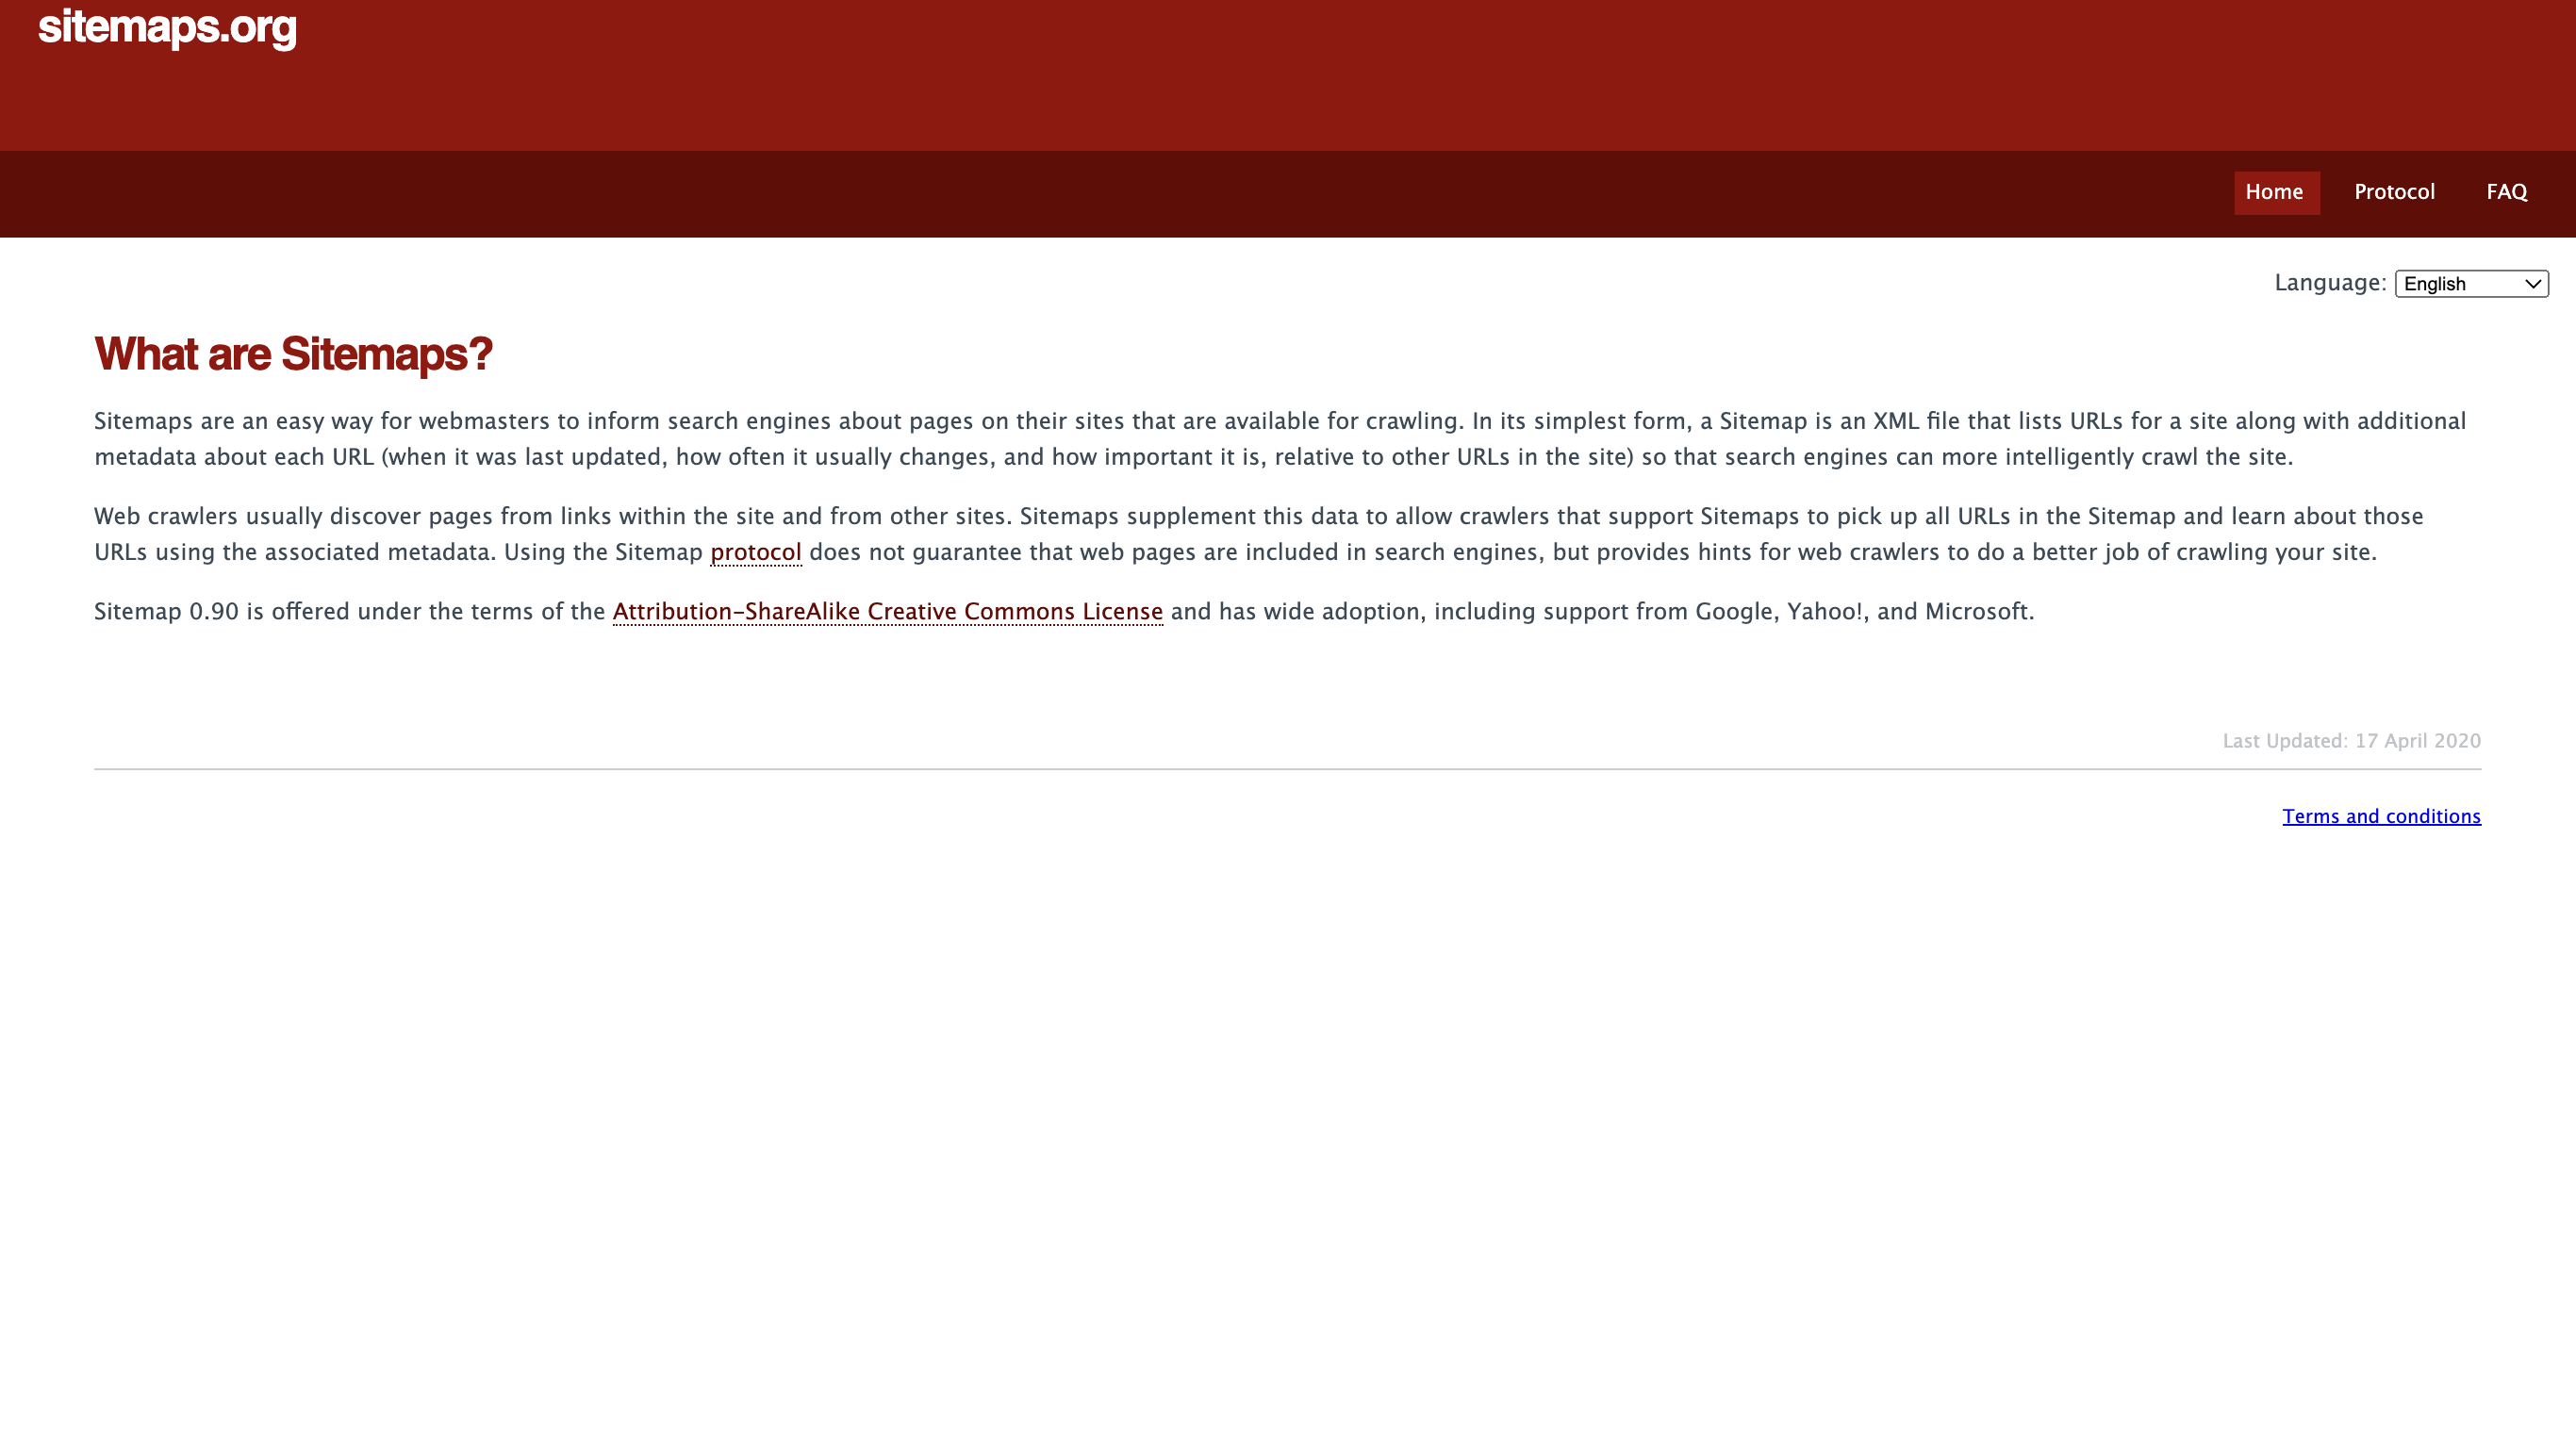 sitemaps.org
Home Protocol FAQ
Language: English
What are Sitemaps?
Sitemaps are an easy way for webmasters to inform search engines about pages on their sites that are available for crawling. In its simplest form, a Sitemap is an XML file that lists URLs for a site along with additional
metadata about each URL (when it was last updated, how often it usually changes, and how important it is, relative to other URLs in the site) so that search engines can more intelligently crawl the site.
Web crawlers usually discover pages from links within the site and from other sites. Sitemaps supplement this data to allow crawlers that support Sitemaps to pick up all URLs in the Sitemap and learn about those
URLs using the associated metadata. Using the Sitemap protocol does not guarantee that web pages are included in search engines, but provides hints for web crawlers to do a better job of crawling your site.
Sitemap 0.90 is offered under the terms of the Attribution-ShareAlike Creative Commons License and has wide adoption, including support from Google, Yahoo!, and Microsoft.
Last Updated: 17 April 2020
Terms and conditions